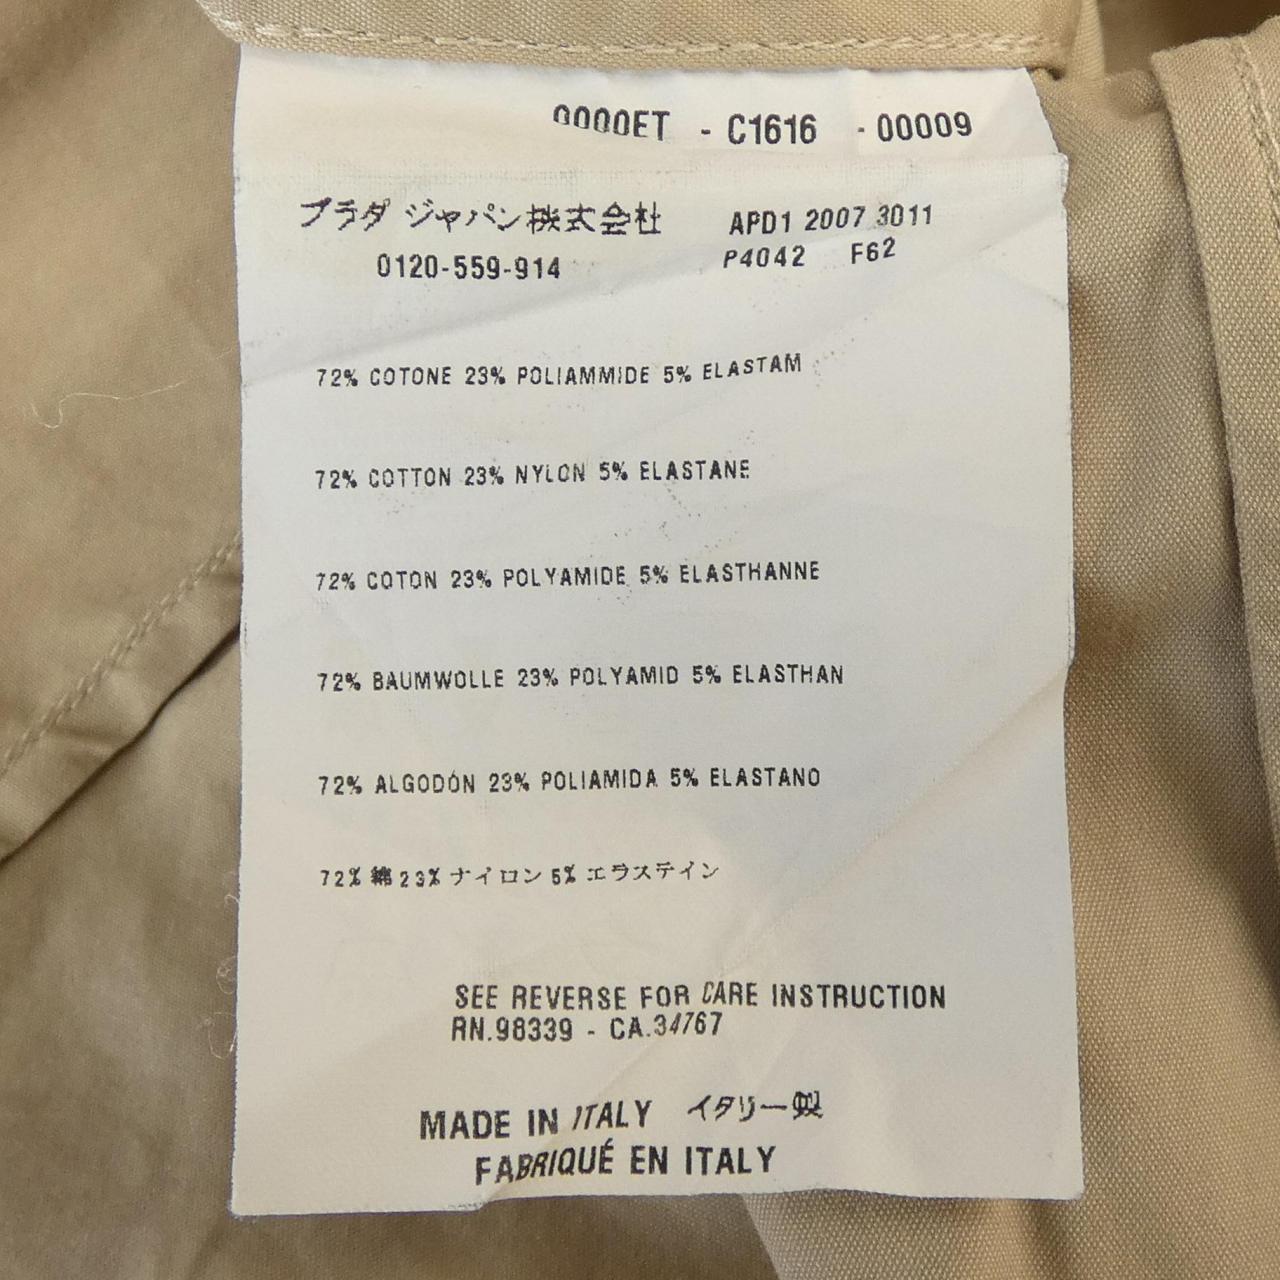 0000ET - C1616 - 00009
プラダ ジャパン株式会社 APD1 2007 3011
0120-559-914 P4042 F62
72% COTONE 23% POLIAMMIDE 5% ELASTAM
72% COTTON 23% NYLON 5% ELASTANE
72% COTON 23% POLYAMIDE 5% ELASTHANNE
72% BAUMWOLLE 23% POLYAMID 5% ELASTHAN
72% ALGODÓN 23% POLIAMIDA 5% ELASTANO
72% 綿 23% ナイロン 5% エラステイン
SEE REVERSE FOR CARE INSTRUCTION
RN.98339 - CA.34767
MADE IN ITALY イタリー製
FABRIQUÉ EN ITALY